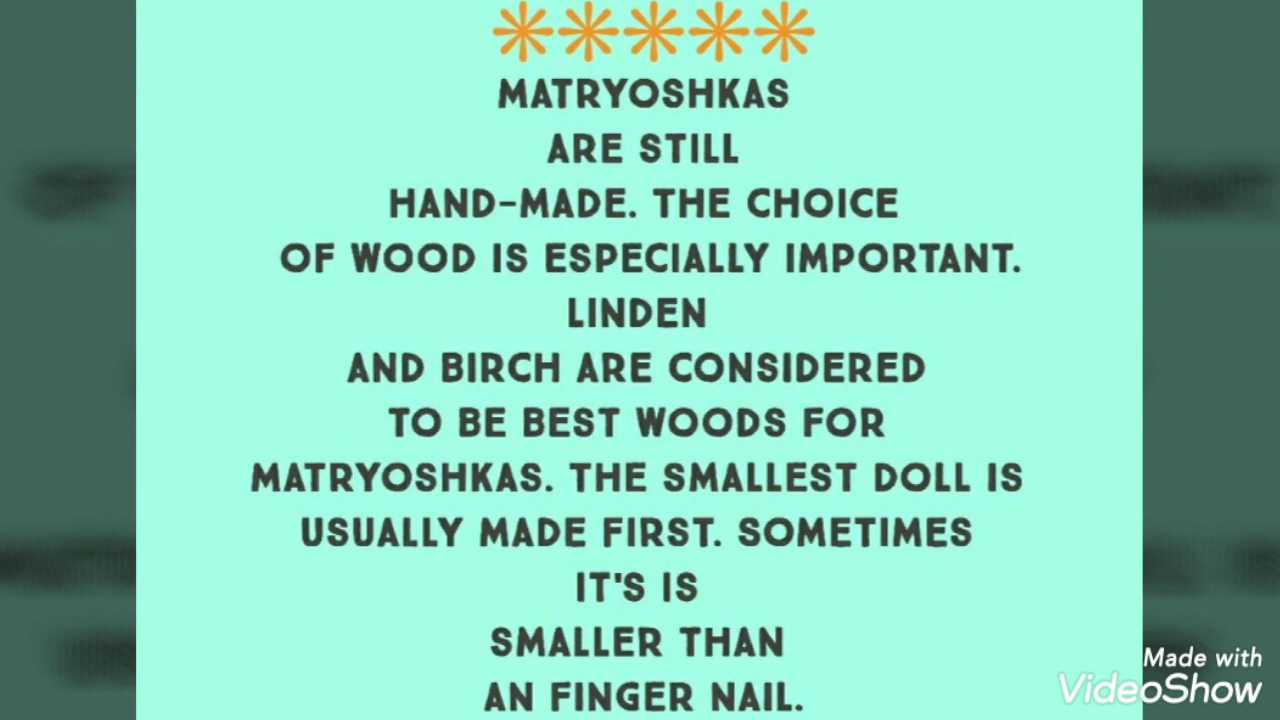 MATRYOSHKAS
ARE STILL
HAND-MADE. THE CHOICE
OF WOOD IS ESPECIALLY IMPORTANT.
LINDEN
AND BIRCH ARE CONSIDERED
TO BE BEST WOODS FOR
MATRYOSHKAS. THE SMALLEST DOLL IS
USUALLY MADE FIRST. SOMETIMES
IT'S IS
SMALLER THAN
AN FINGER NAIL.
Made with
VideoShow